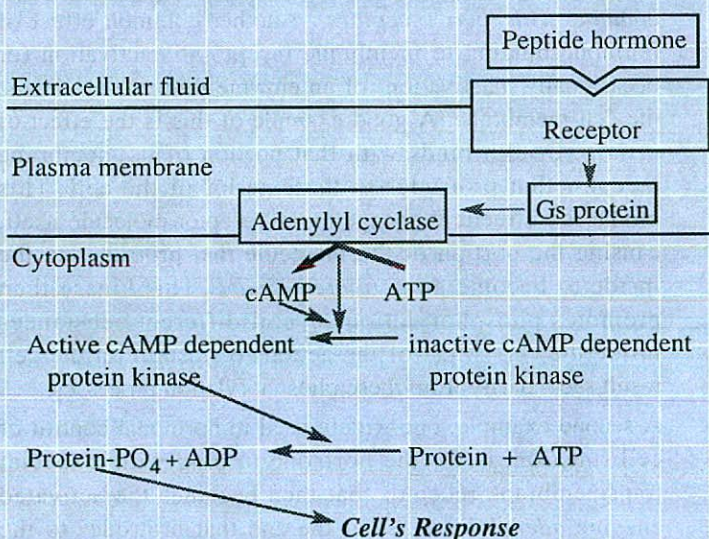 Peptide hormone
Extracellular fluid
Receptor
Plasma membrane
Gs protein
Adenylyl cyclase
Cytoplasm
cAMP ATP
Active cAMP dependent protein kinase
inactive cAMP dependent protein kinase
Protein-PO4 + ADP
Protein + ATP
Cell's Response